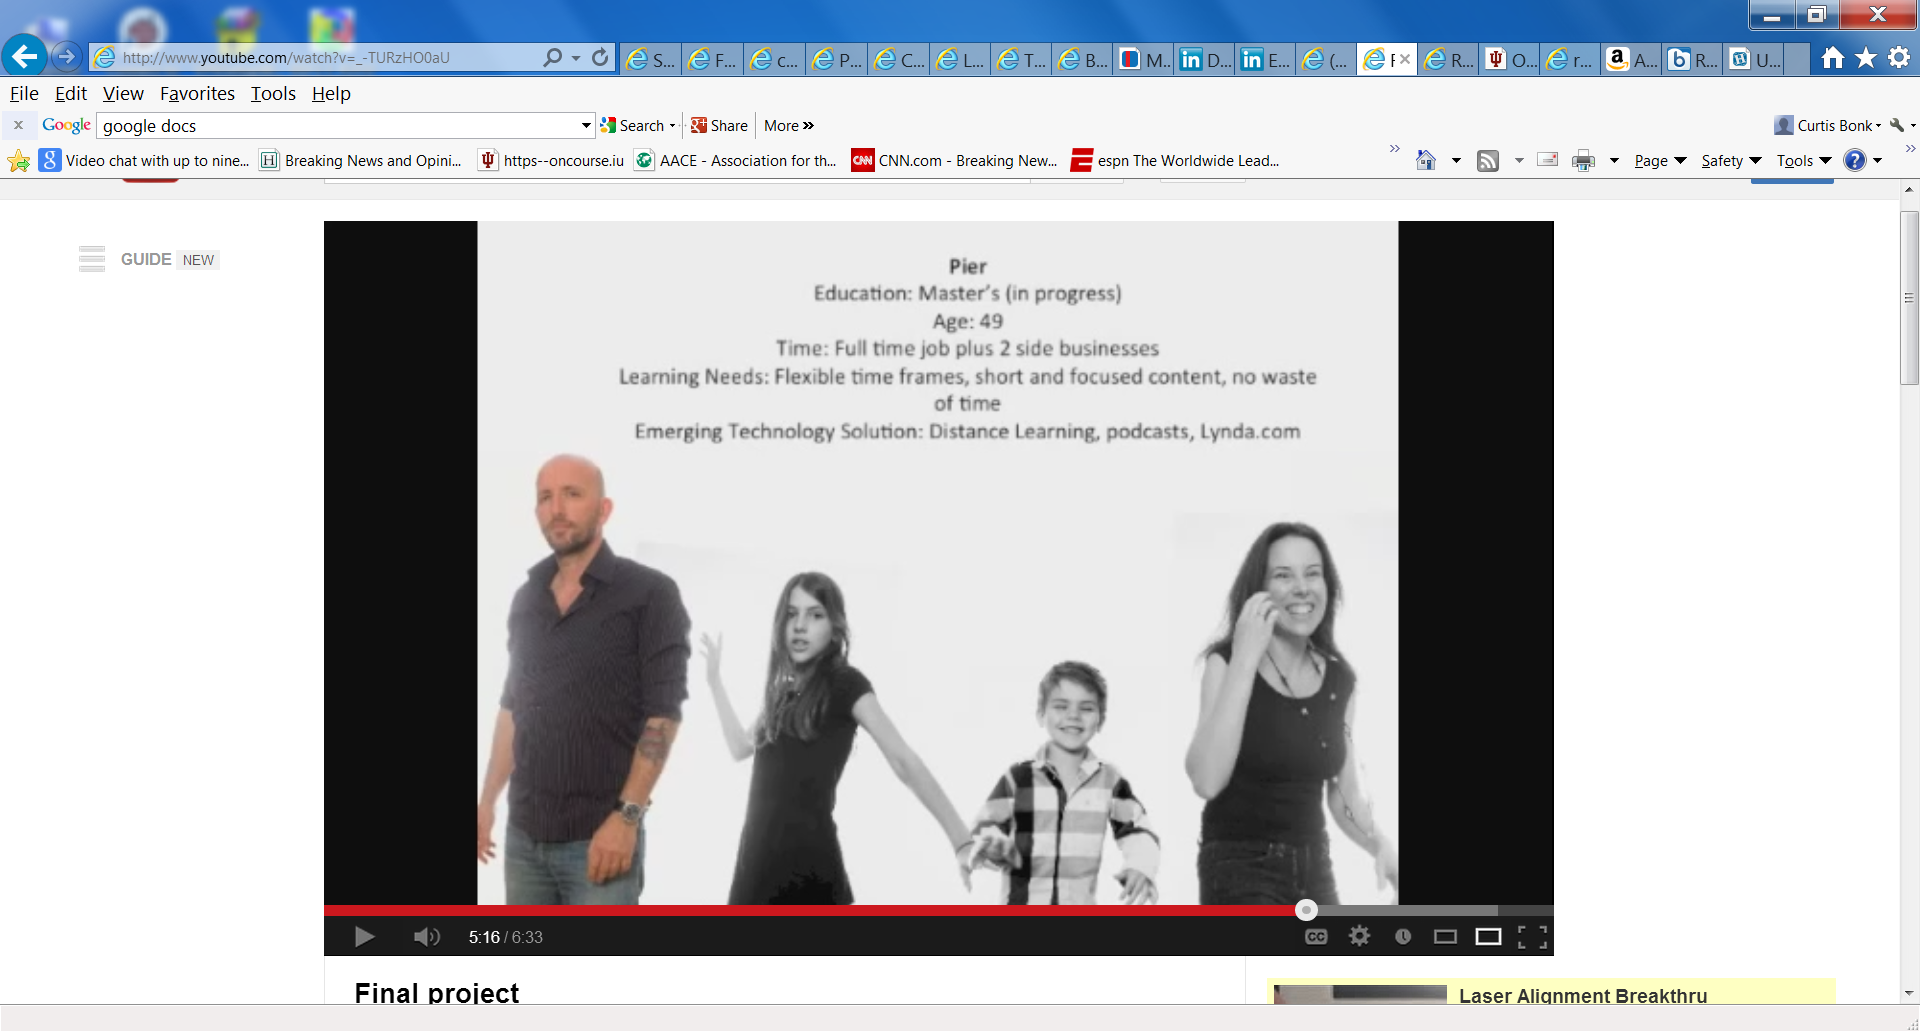 http://www.youtube.com/watch?v=_-TURzHO0aU
S...
F...
c...
P...
C...
L...
T...
B...
M...
D...
E...
(...
F
R...
O...
r...
A...
R...
U...
File Edit View Favorites Tools Help
x Google google docs Search Share More »
Curtis Bonk
Video chat with up to nine... Breaking News and Opini... https--oncourse.iu AACE - Association for th... CNN.com - Breaking New... espn The Worldwide Lead...
Page Safety Tools
GUIDE NEW
Pier
Education: Master's (in progress)
Age: 49
Time: Full time job plus 2 side businesses
Learning Needs: Flexible time frames, short and focused content, no waste
of time
Emerging Technology Solution: Distance Learning, podcasts, Lynda.com
5:16 / 6:33
CC
Final project
Laser Alignment Breakthru